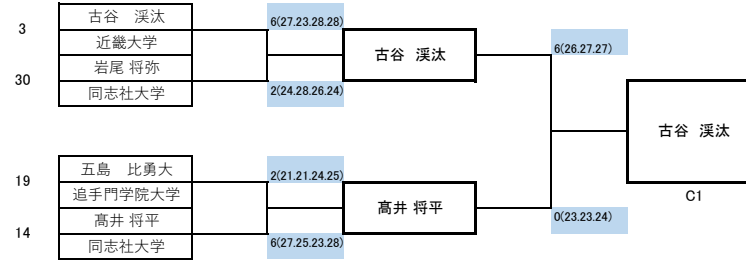 3
古谷　渓汰
近畿大学
30
岩尾 将弥
同志社大学
6(27.23.28.28)
2(24.28.26.24)
古谷　渓汰
6(26.27.27)
19
五島　比勇大
追手門学院大学
14
髙井 将平
同志社大学
2(21.21.24.25)
6(27.25.23.28)
髙井 将平
0(23.23.24)
古谷　渓汰
C1